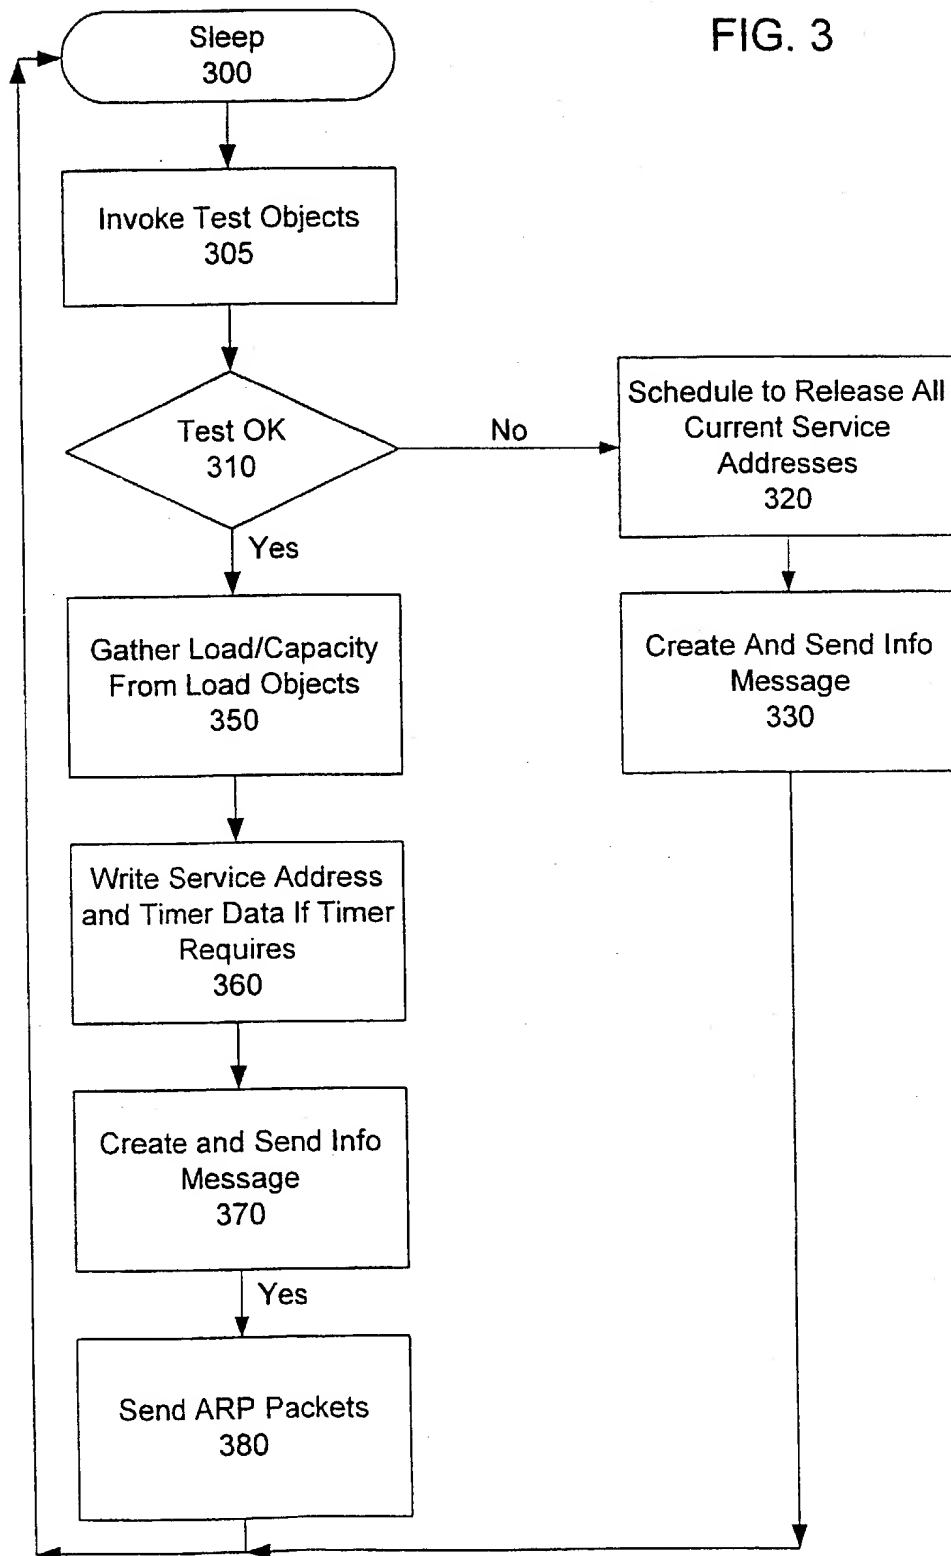 FIG. 3
Sleep
300
Invoke Test Objects
305
Test OK
310
No
Yes
Schedule to Release All
Current Service
Addresses
320
Create And Send Info
Message
330
Gather Load/Capacity
From Load Objects
350
Write Service Address
and Timer Data If Timer
Requires
360
Create and Send Info
Message
370
Yes
Send ARP Packets
380